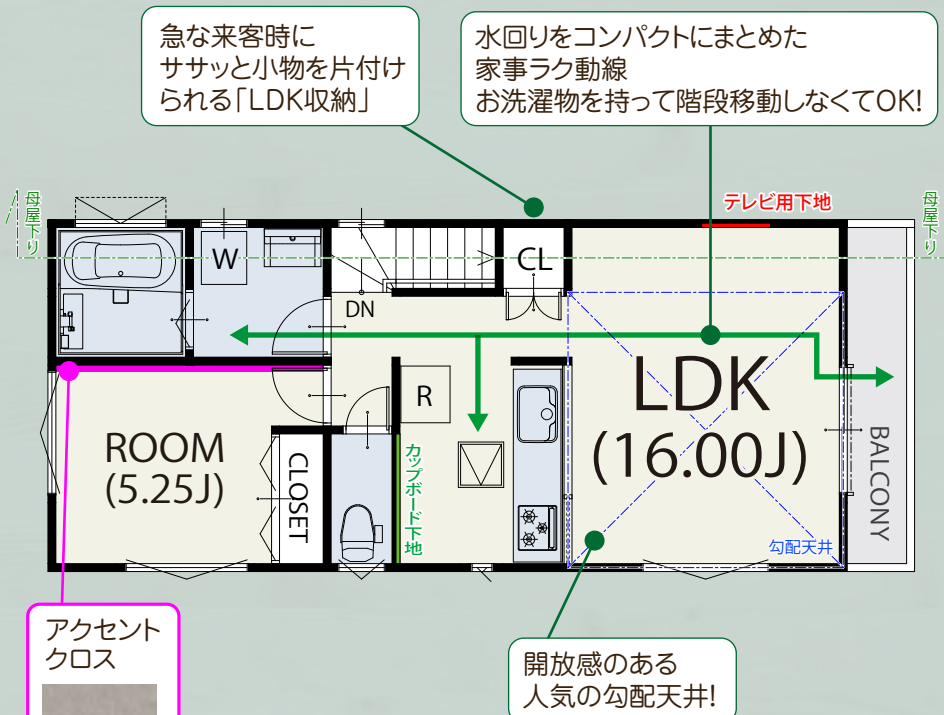 急な来客時に
ササッと小物を片付け
られる「LDK収納」
水回りをコンパクトにまとめた
家事ラク動線
お洗濯物を持って階段移動しなくてOK!
母屋下り
テレビ用下地
母屋下り
W
CL
DN
R
LDK
(16.00J)
ROOM
(5.25J)
CLOSET
カップボード下地
BALCONY
勾配天井
アクセント
クロス
開放感のある
人気の勾配天井!